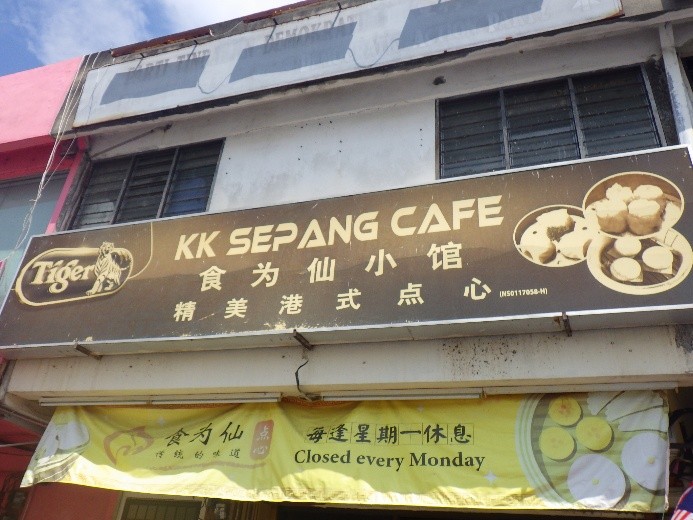 Tiger
KK SEPANG CAFE
食为仙小馆
精美港式点心
(NS0117058-H)
食为仙
点心
传统的味道
每逢星期一休息
Closed every Monday